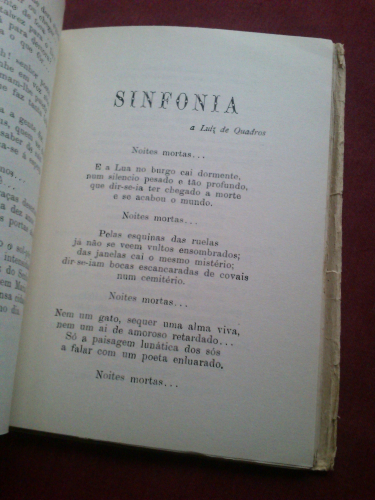 SINFONIA
a Luiz de Quadros
Noites mortas...
E a Lua no burgo cai dormente,
num silencio pesado e tão profundo,
que dir-se-ia ter chegado a morte
e se acabou o mundo.
Noites mortas...
Pelas esquinas das ruelas
já não se veem vultos ensombrados;
das janelas cai o mesmo mistério;
dir-se-iam bocas escancaradas de covais
num cemitério.
Noites mortas...
Nem um gato, sequer uma alma viva,
nem um ai de amoroso retardado...
Só a paisagem lunática dos sós
a falar com um poeta enluarado.
Noites mortas...